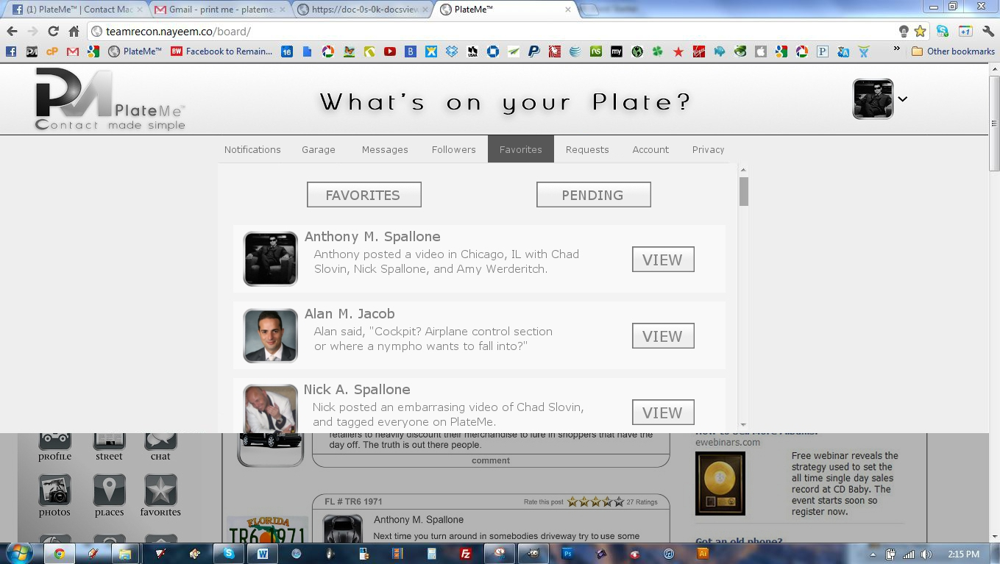 (1) PlateMe™ | Contact Mac
Gmail - print me - plateme.
https://doc-0s-0k-docsview
PlateMe™
teamrecon.nayeem.co/board/
PlateMe™
Facebook to Remain...
Other bookmarks
PM PlateMe™
Contact made simple
What's on your Plate?
Notifications Garage Messages Followers Favorites Requests Account Privacy
FAVORITES PENDING
Anthony M. Spallone
Anthony posted a video in Chicago, IL with Chad
Slovin, Nick Spallone, and Amy Werderitch.
VIEW
Alan M. Jacob
Alan said, "Cockpit? Airplane control section
or where a nympho wants to fall into?"
VIEW
Nick A. Spallone
Nick posted an embarrasing video of Chad Slovin,
and tagged everyone on PlateMe.
VIEW
PROFILE STREET CHAT
PHOTOS PLACES FAVORITES
retailers to heavily discount their merchandise to lure in shoppers that have the
day off. The truth is out there people.
comment
FL # TR6 1971
Rate this post 27 Ratings
FLORIDA
TR6 1971
Anthony M. Spallone
Next time you turn around in somebodies driveway try to use some
How to Sell More Albums!
ewebinars.com
Free webinar reveals the
strategy used to set the
all time single day sales
record at CD Baby. The
event starts soon so
register now.
Got an old phone?
2:15 PM